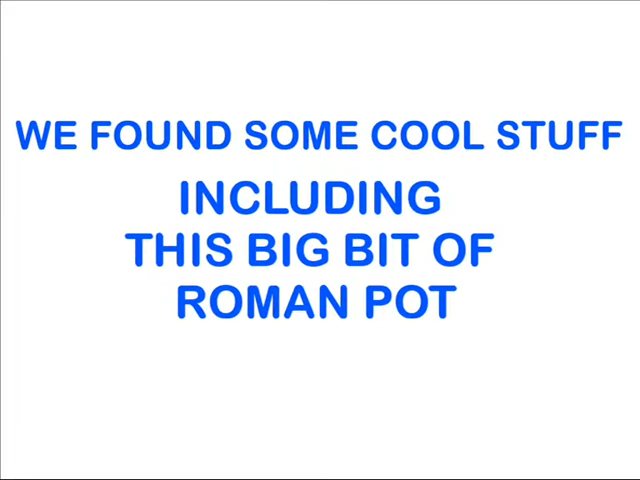 WE FOUND SOME COOL STUFF
INCLUDING
THIS BIG BIT OF
ROMAN POT